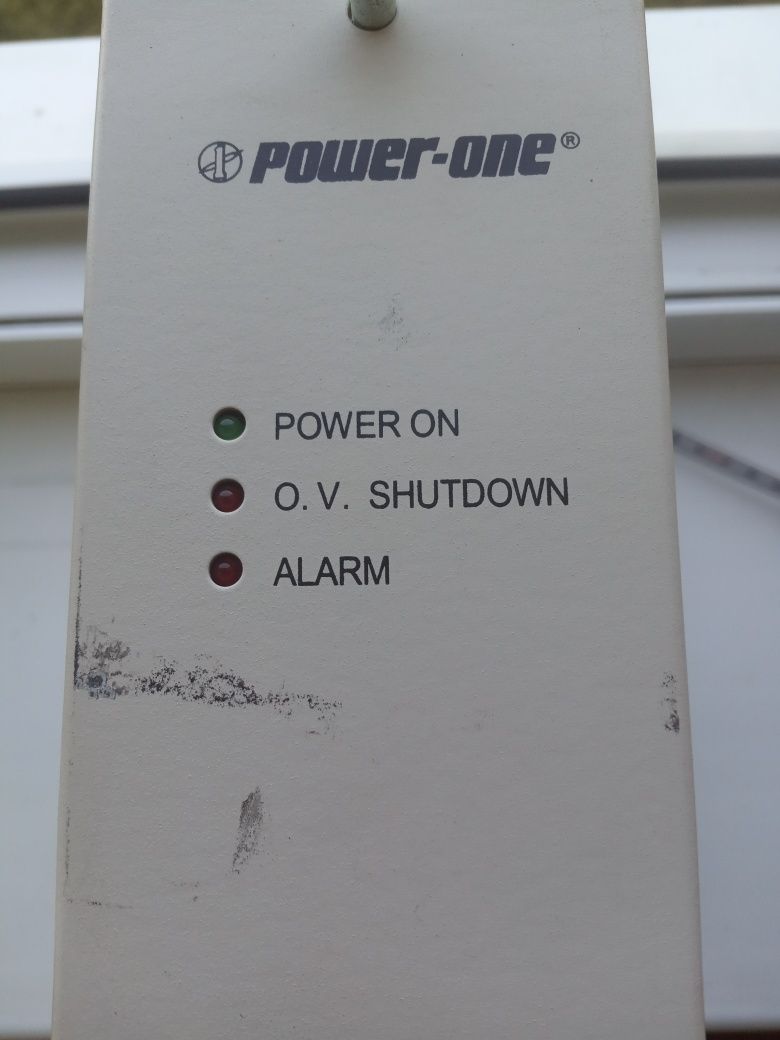 POWER-ONE®
POWER ON
O. V. SHUTDOWN
ALARM